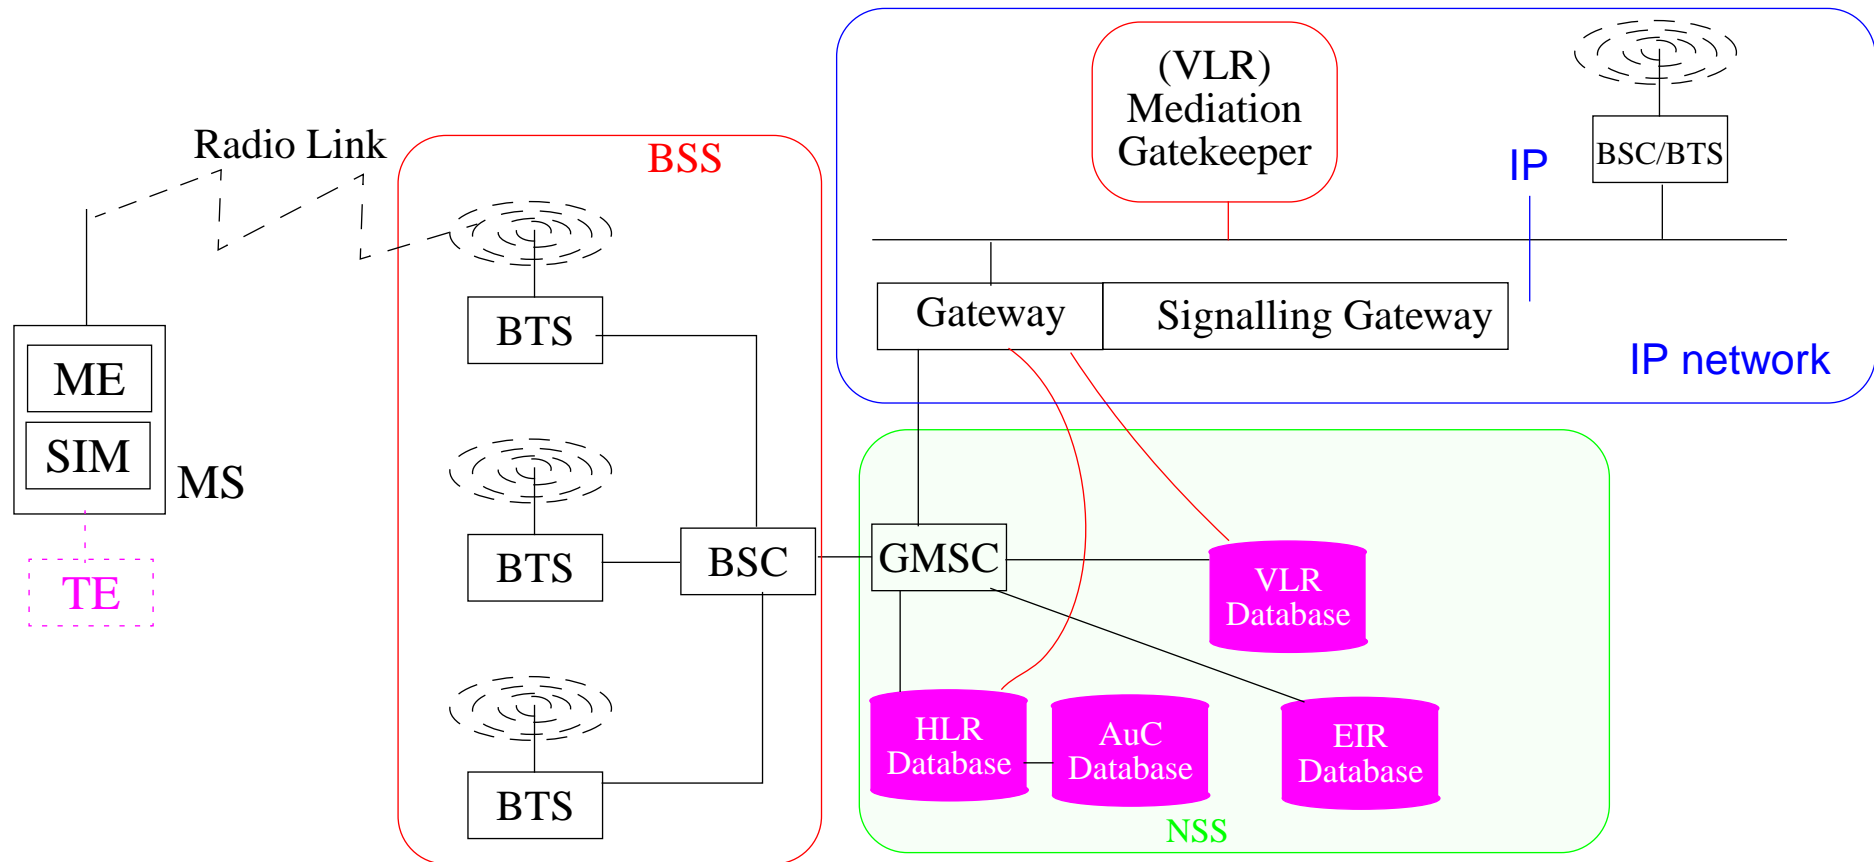 Radio Link
ME
SIM
MS
TE
BSS
BTS
BTS
BTS
BSC
(VLR)
Mediation
Gatekeeper
IP
BSC/BTS
Gateway
Signalling Gateway
IP network
GMSC
VLR
Database
HLR
Database
AuC
Database
EIR
Database
NSS